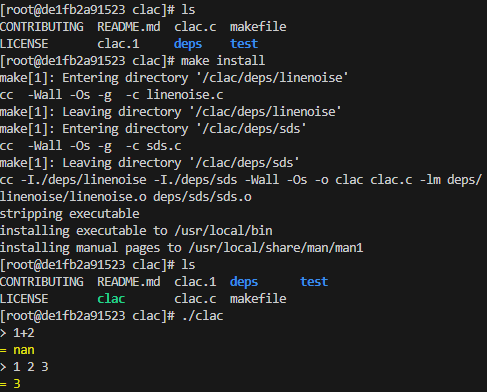 [root@de1fb2a91523 clac]# ls
CONTRIBUTING  README.md  clac.c  makefile
LICENSE       clac.1     deps    test
[root@de1fb2a91523 clac]# make install
make[1]: Entering directory '/clac/deps/linenoise'
cc  -Wall -Os -g  -c linenoise.c
make[1]: Leaving directory '/clac/deps/linenoise'
make[1]: Entering directory '/clac/deps/sds'
cc  -Wall -Os -g  -c sds.c
make[1]: Leaving directory '/clac/deps/sds'
cc -I./deps/linenoise -I./deps/sds -Wall -Os -o clac clac.c -lm deps/
linenoise/linenoise.o deps/sds/sds.o
stripping executable
installing executable to /usr/local/bin
installing manual pages to /usr/local/share/man/man1
[root@de1fb2a91523 clac]# ls
CONTRIBUTING  README.md  clac.1  deps      test
LICENSE       clac       clac.c  makefile
[root@de1fb2a91523 clac]# ./clac
> 1+2
= nan
> 1 2 3
= 3